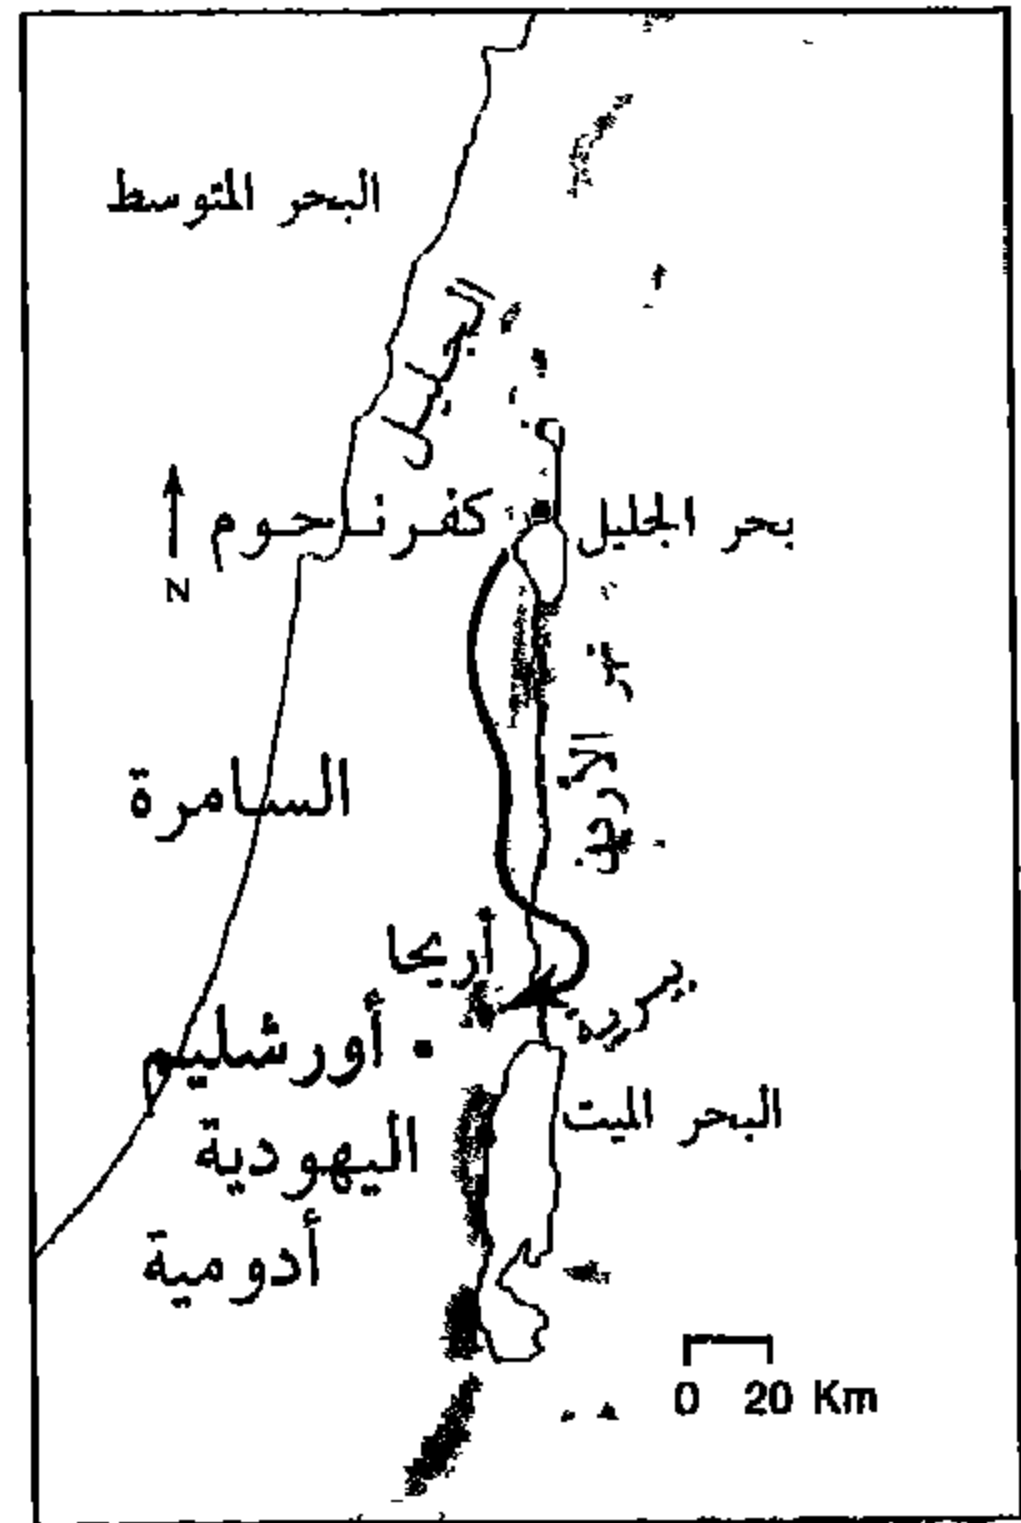 البحر المتوسط
الجليل
كفرناحوم
بحر الجليل
N
نهر الأردن
السامرة
أريحا
بيرية
أورشليم
البحر الميت
اليهودية
أدومية
0 20 Km